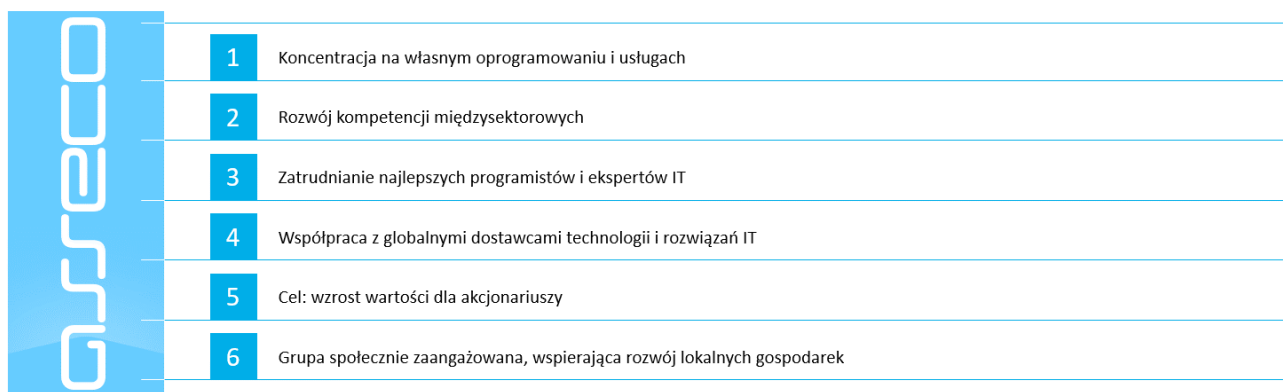 asseco
1 Koncentracja na własnym oprogramowaniu i usługach
2 Rozwój kompetencji międzysektorowych
3 Zatrudnianie najlepszych programistów i ekspertów IT
4 Współpraca z globalnymi dostawcami technologii i rozwiązań IT
5 Cel: wzrost wartości dla akcjonariuszy
6 Grupa społecznie zaangażowana, wspierająca rozwój lokalnych gospodarek